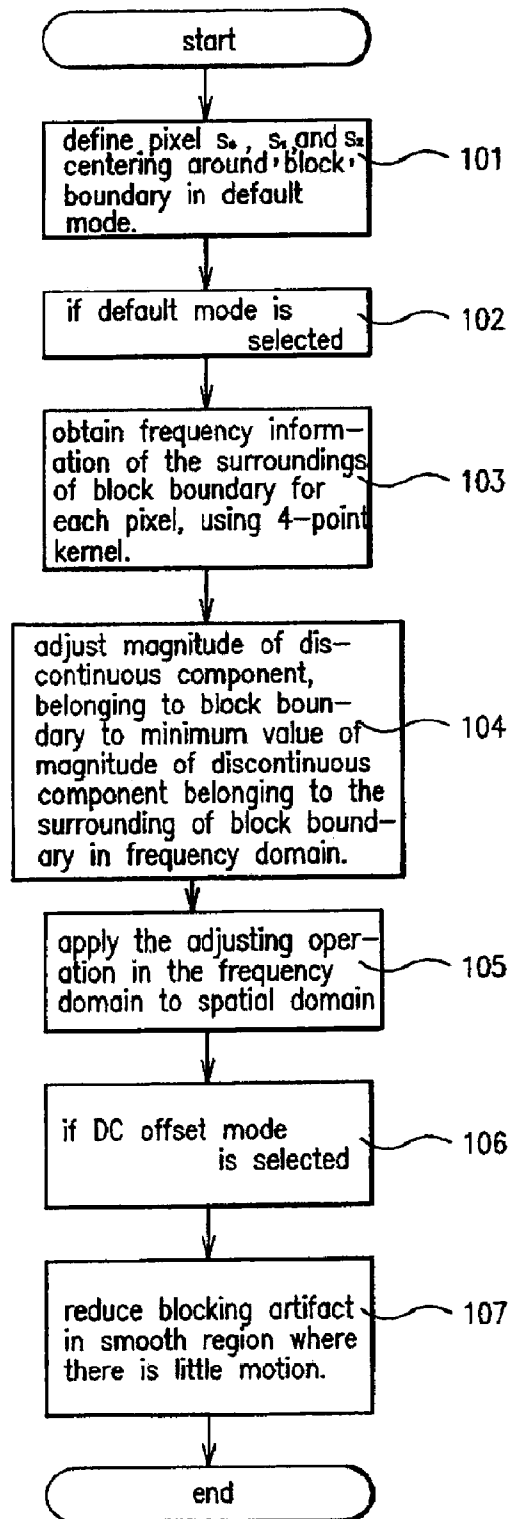 start
define pixel s₀, s₁, and s₂
centering around block
boundary in default
mode.
101
if default mode is
selected
102
obtain frequency inform-
ation of the surroundings
of block boundary for
each pixel, using 4-point
kernel.
103
adjust magnitude of dis-
continuous component,
belonging to block boun-
dary to minimum value of
magnitude of discontinuous
component belonging to the
surrounding of block bound-
ary in frequency domain.
104
apply the adjusting oper-
ation in the frequency
domain to spatial domain
105
if DC offset mode
is selected
106
reduce blocking artifact
in smooth region where
there is little motion.
107
end